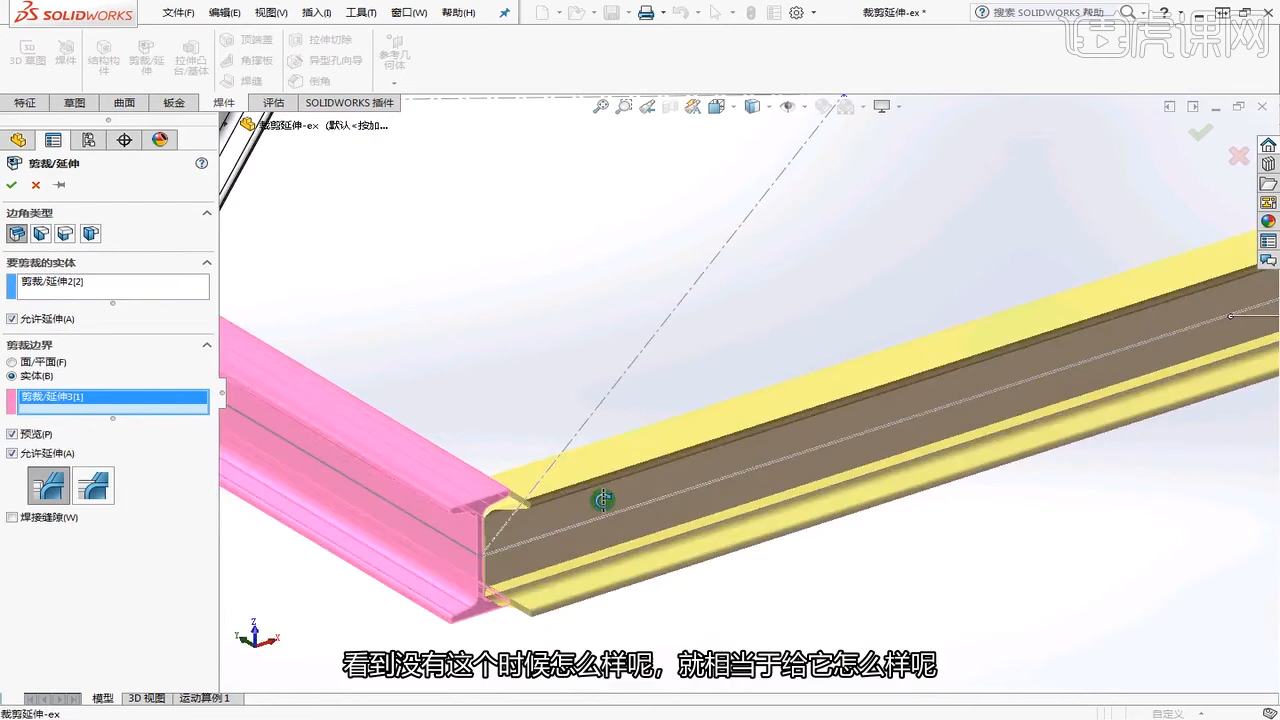 SOLIDWORKS 文件(F) 编辑(E) 视图(V) 插入(I) 工具(T) 窗口(W) 帮助(H) 裁剪延伸-ex * 搜索 SOLIDWORKS 帮助
虎课网
3D 草图 焊件 结构构件 剪裁/延伸 拉伸凸台/基体 顶端盖 角撑板 焊缝 拉伸切除 异型孔向导 倒角 参考几何体
特征 草图 曲面 钣金 焊件 评估 SOLIDWORKS 插件
裁剪延伸-ex (默认<按加...
剪裁/延伸
边角类型
要剪裁的实体
剪裁/延伸2[2]
允许延伸(A)
剪裁边界
面/平面(F)
实体(B)
剪裁/延伸3[1]
预览(P)
允许延伸(A)
焊接缝隙(W)
Z
Y
X
看到没有这个时候怎么样呢，就相当于给它怎么样呢
模型 3D 视图 运动算例 1
裁剪延伸-ex 自定义